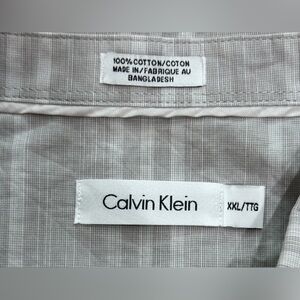 100% COTTON/COTON
MADE IN/FABRIQUE AU
BANGLADESH
Calvin Klein
XXL/TTG